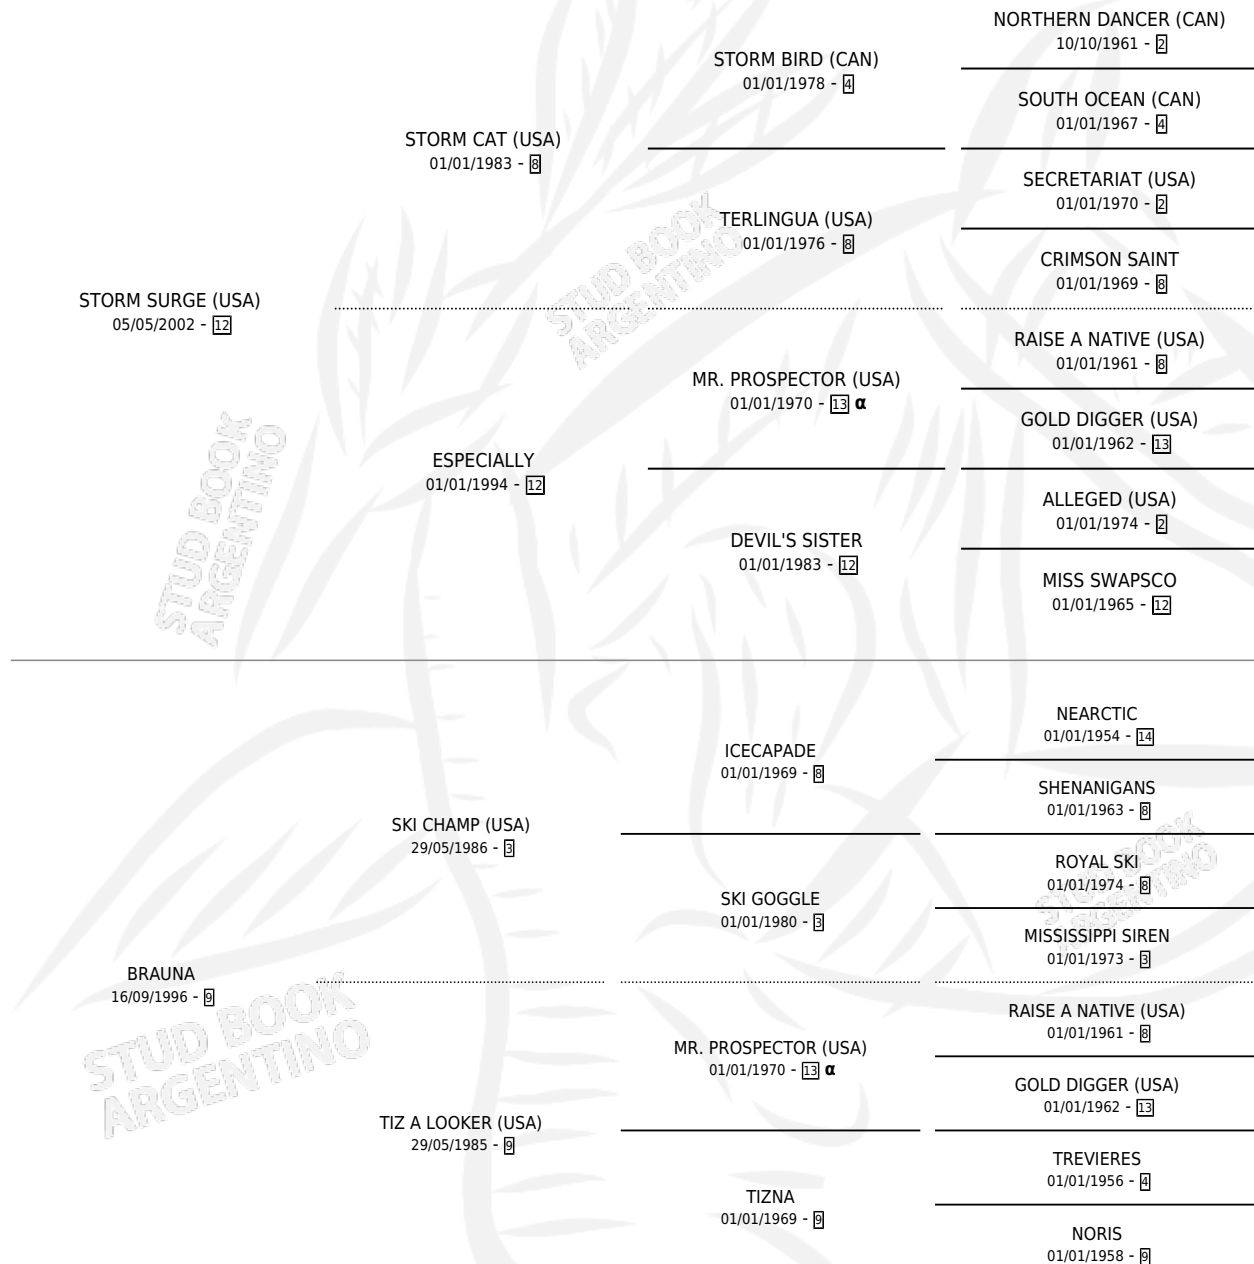 NORTHERN DANCER (CAN)
10/10/1961 - 2
STORM BIRD (CAN)
01/01/1978 - 4
SOUTH OCEAN (CAN)
01/01/1967 - 4
STORM CAT (USA)
01/01/1983 - 8
SECRETARIAT (USA)
01/01/1970 - 2
TERLINGUA (USA)
01/01/1976 - 8
CRIMSON SAINT
01/01/1969 - 8
STORM SURGE (USA)
05/05/2002 - 12
RAISE A NATIVE (USA)
01/01/1961 - 8
MR. PROSPECTOR (USA)
01/01/1970 - 13 α
GOLD DIGGER (USA)
01/01/1962 - 13
ESPECIALLY
01/01/1994 - 12
ALLEGED (USA)
01/01/1974 - 2
DEVIL'S SISTER
01/01/1983 - 12
MISS SWAPSCO
01/01/1965 - 12
NEARCTIC
01/01/1954 - 14
ICECAPADE
01/01/1969 - 8
SHENANIGANS
01/01/1963 - 8
SKI CHAMP (USA)
29/05/1986 - 3
ROYAL SKI
01/01/1974 - 8
SKI GOGGLE
01/01/1980 - 3
MISSISSIPPI SIREN
01/01/1973 - 3
BRAUNA
16/09/1996 - 9
RAISE A NATIVE (USA)
01/01/1961 - 8
MR. PROSPECTOR (USA)
01/01/1970 - 13 α
GOLD DIGGER (USA)
01/01/1962 - 13
TIZ A LOOKER (USA)
29/05/1985 - 9
TREVIERES
01/01/1956 - 4
TIZNA
01/01/1969 - 9
NORIS
01/01/1958 - 9
STUD BOOK
ARGENTINO
STUD BOOK
ARGENTINO
STUD BOOK
ARGENTINO
STUD BOOK
ARGENTINO